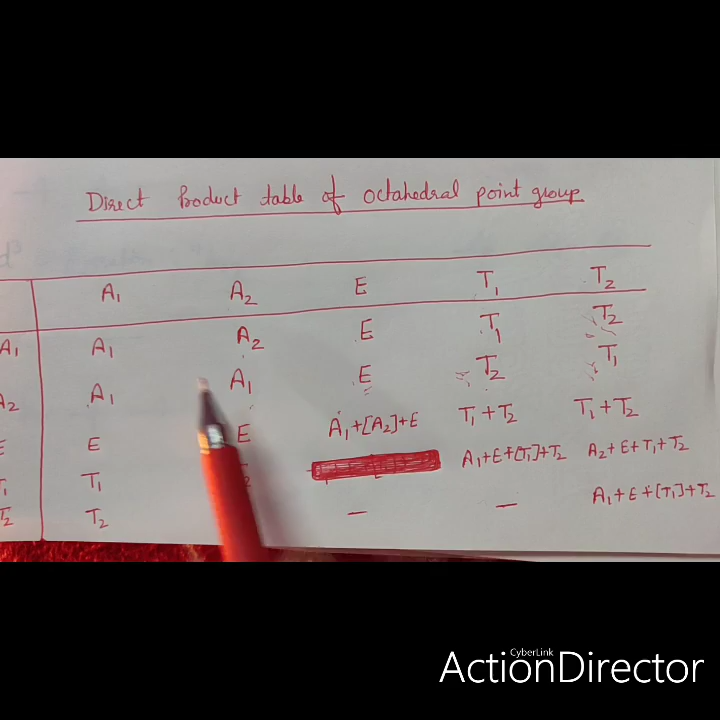 Direct Product table of octahedral point group
A₁ A₂ E T₁ T₂
A₁ A₁ A₂ E T₁ T₂
A₂ A₁ A₁ E T₂ T₁
E E E A₁+[A₂]+E T₁+T₂ T₁+T₂
T₁ T₁ A₁+E+[T₁]+T₂ A₂+E+T₁+T₂
T₂ T₂ — — A₁+E+[T₁]+T₂
CyberLink
ActionDirector